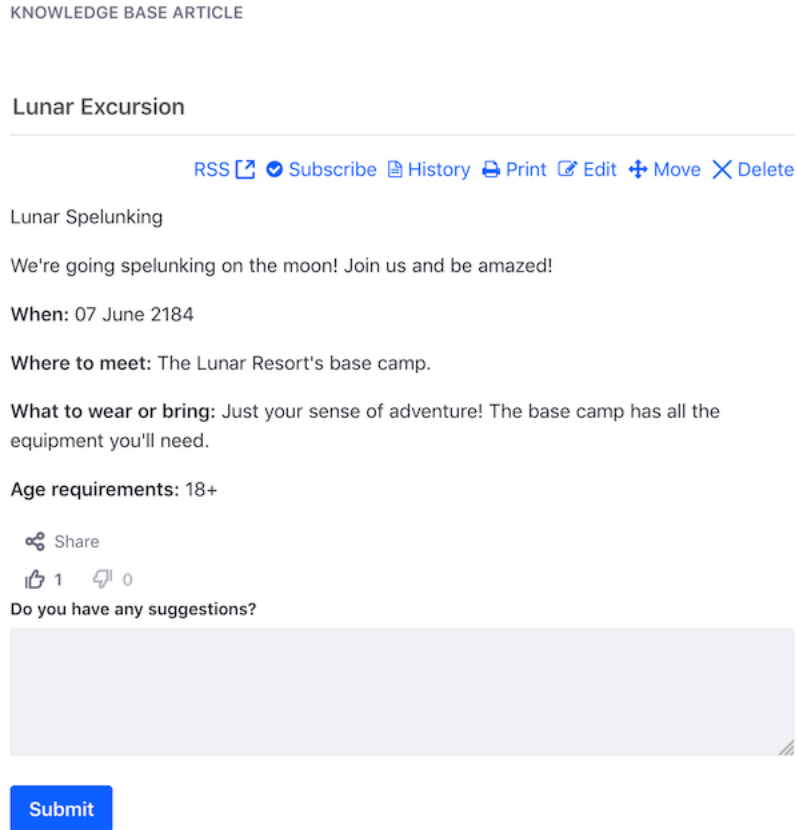 KNOWLEDGE BASE ARTICLE
Lunar Excursion
RSS Subscribe History Print Edit Move Delete
Lunar Spelunking
We're going spelunking on the moon! Join us and be amazed!
When: 07 June 2184
Where to meet: The Lunar Resort's base camp.
What to wear or bring: Just your sense of adventure! The base camp has all the
equipment you'll need.
Age requirements: 18+
Share
1 0
Do you have any suggestions?
Submit